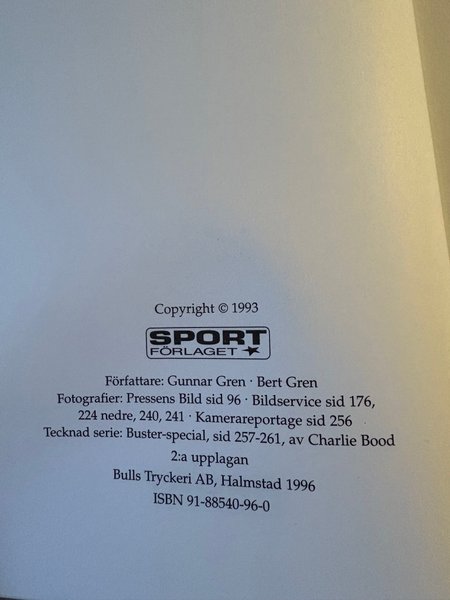 Copyright © 1993
SPORT
FÖRLAGET
Författare: Gunnar Gren · Bert Gren
Fotografier: Pressens Bild sid 96 · Bildservice sid 176,
224 nedre, 240, 241 · Kamerareportage sid 256
Tecknad serie: Buster-special, sid 257-261, av Charlie Bood
2:a upplagan
Bulls Tryckeri AB, Halmstad 1996
ISBN 91-88540-96-0